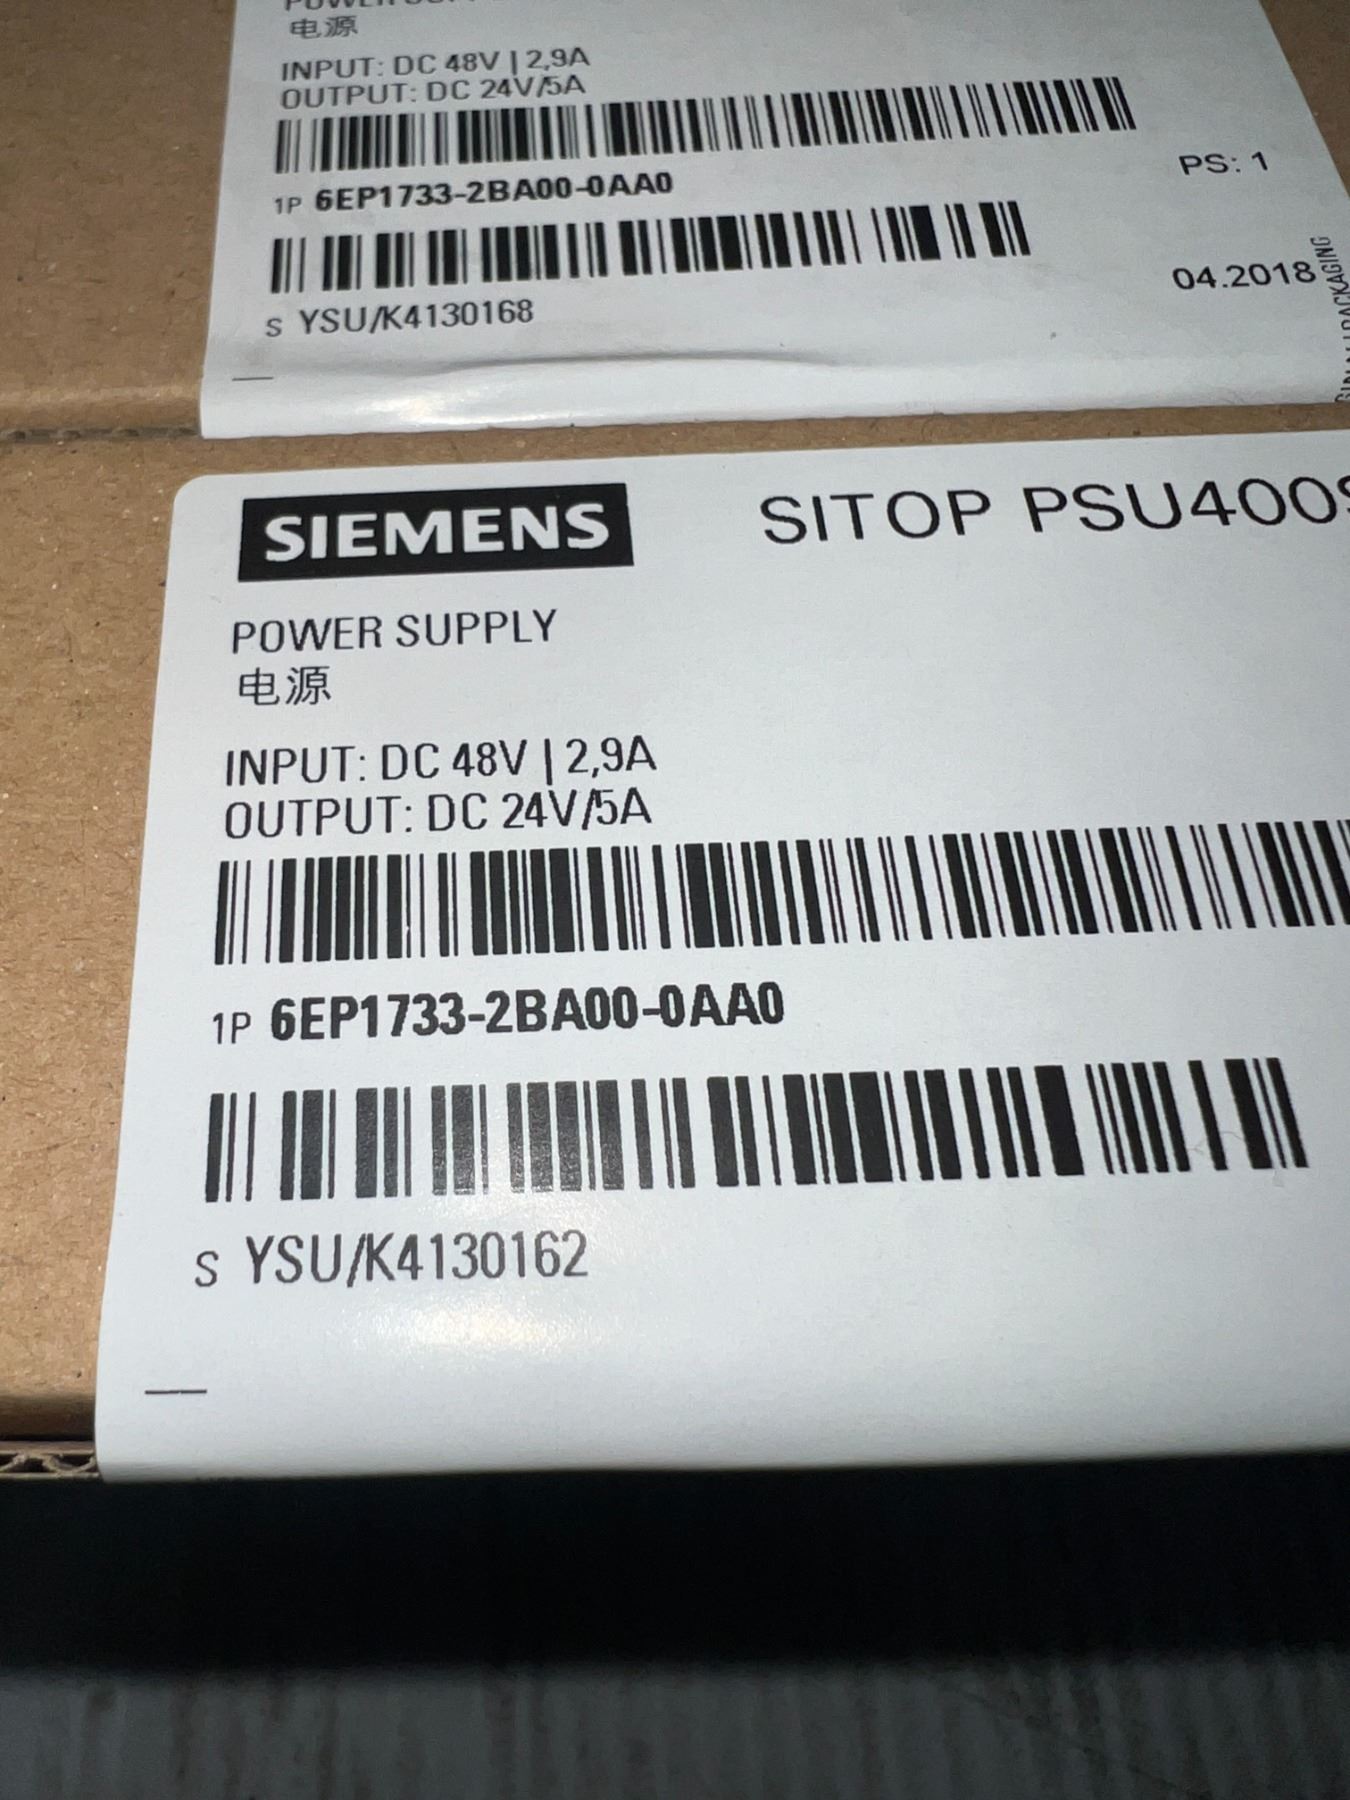 电源
INPUT: DC 48V | 2,9A
OUTPUT: DC 24V/5A
1P 6EP1733-2BA00-0AA0
PS: 1
S YSU/K4130168
04.2018
SIEMENS
SITOP PSU400S
POWER SUPPLY
电源
INPUT: DC 48V | 2,9A
OUTPUT: DC 24V/5A
1P 6EP1733-2BA00-0AA0
S YSU/K4130162